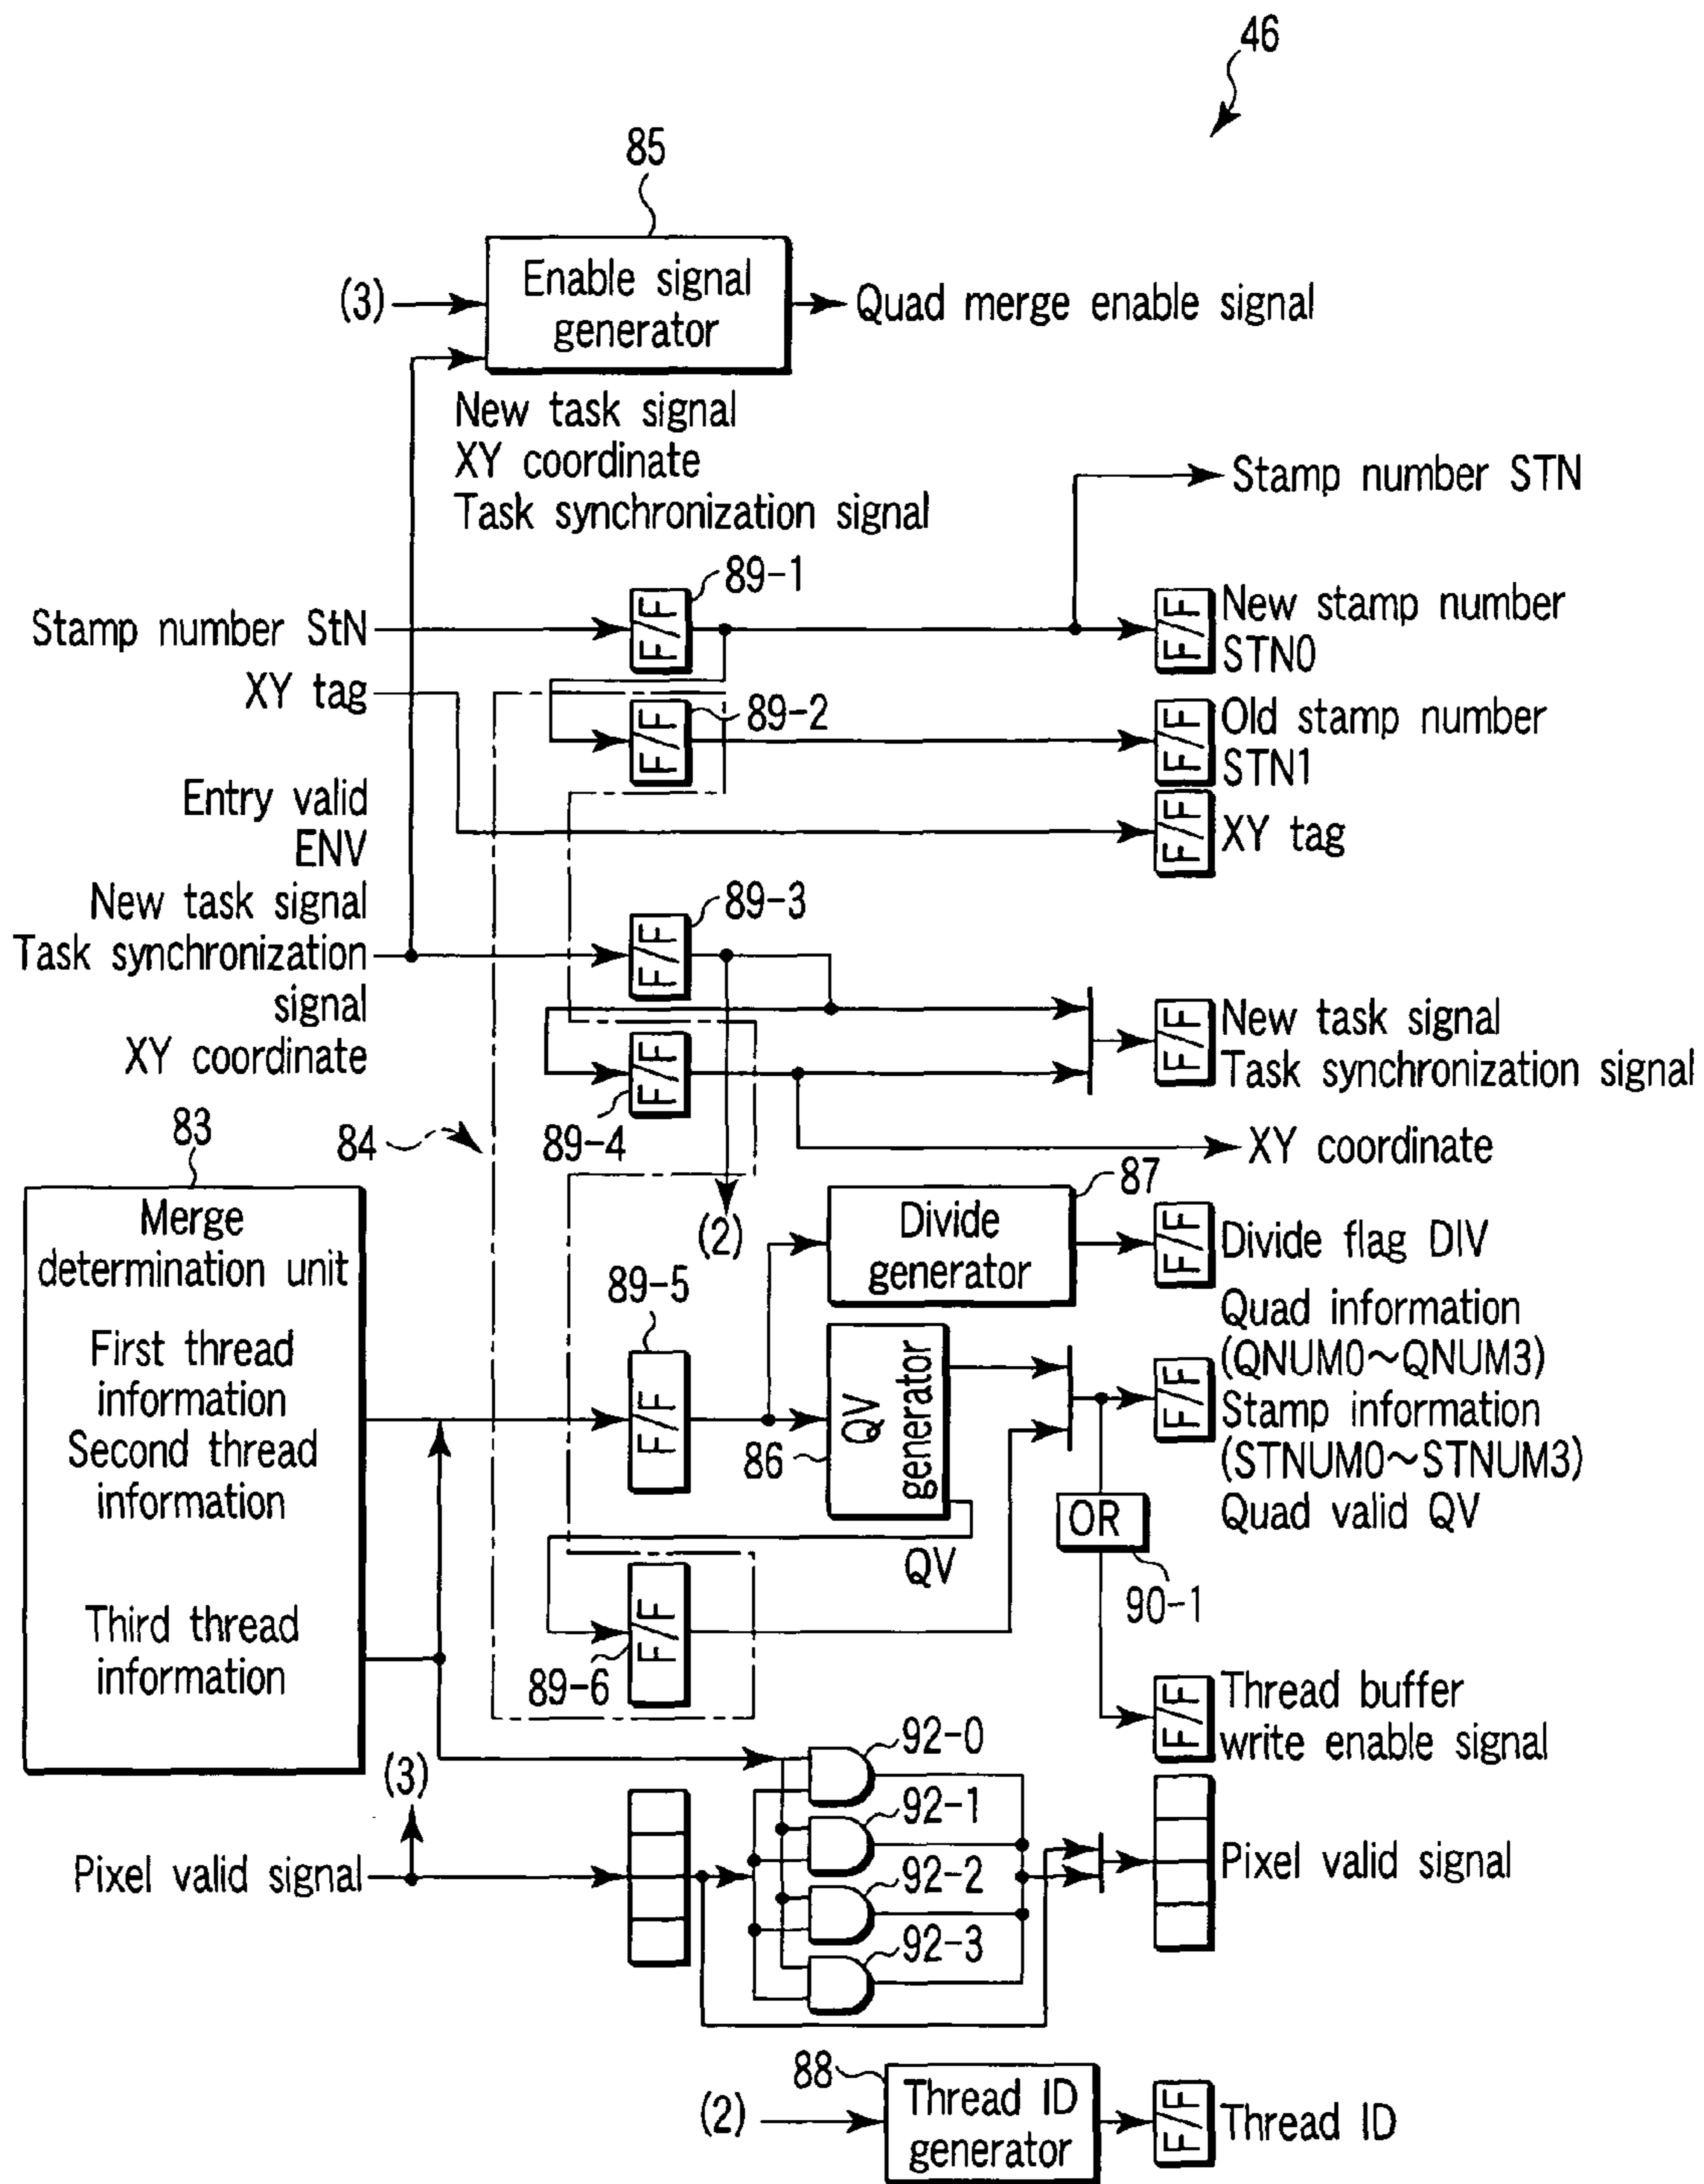 46
85
(3)
Enable signal
generator
Quad merge enable signal
New task signal
XY coordinate
Task synchronization signal
Stamp number STN
89-1
Stamp number StN
F/F
F/F
New stamp number
STN0
XY tag
89-2
F/F
F/F
Old stamp number
STN1
Entry valid
ENV
F/F
XY tag
New task signal
Task synchronization
signal
XY coordinate
89-3
F/F
F/F
New task signal
Task synchronization signal
F/F
89-4
84
XY coordinate
83
Merge
determination unit
First thread
information
Second thread
information
Third thread
information
(2)
87
Divide
generator
F/F
Divide flag DIV
89-5
F/F
86
QV
generator
F/F
Quad information
(QNUM0~QNUM3)
Stamp information
(STNUM0~STNUM3)
Quad valid QV
OR
90-1
QV
F/F
89-6
F/F
Thread buffer
write enable signal
92-0
(3)
92-1
Pixel valid signal
92-2
Pixel valid signal
92-3
88
(2)
Thread ID
generator
F/F
Thread ID